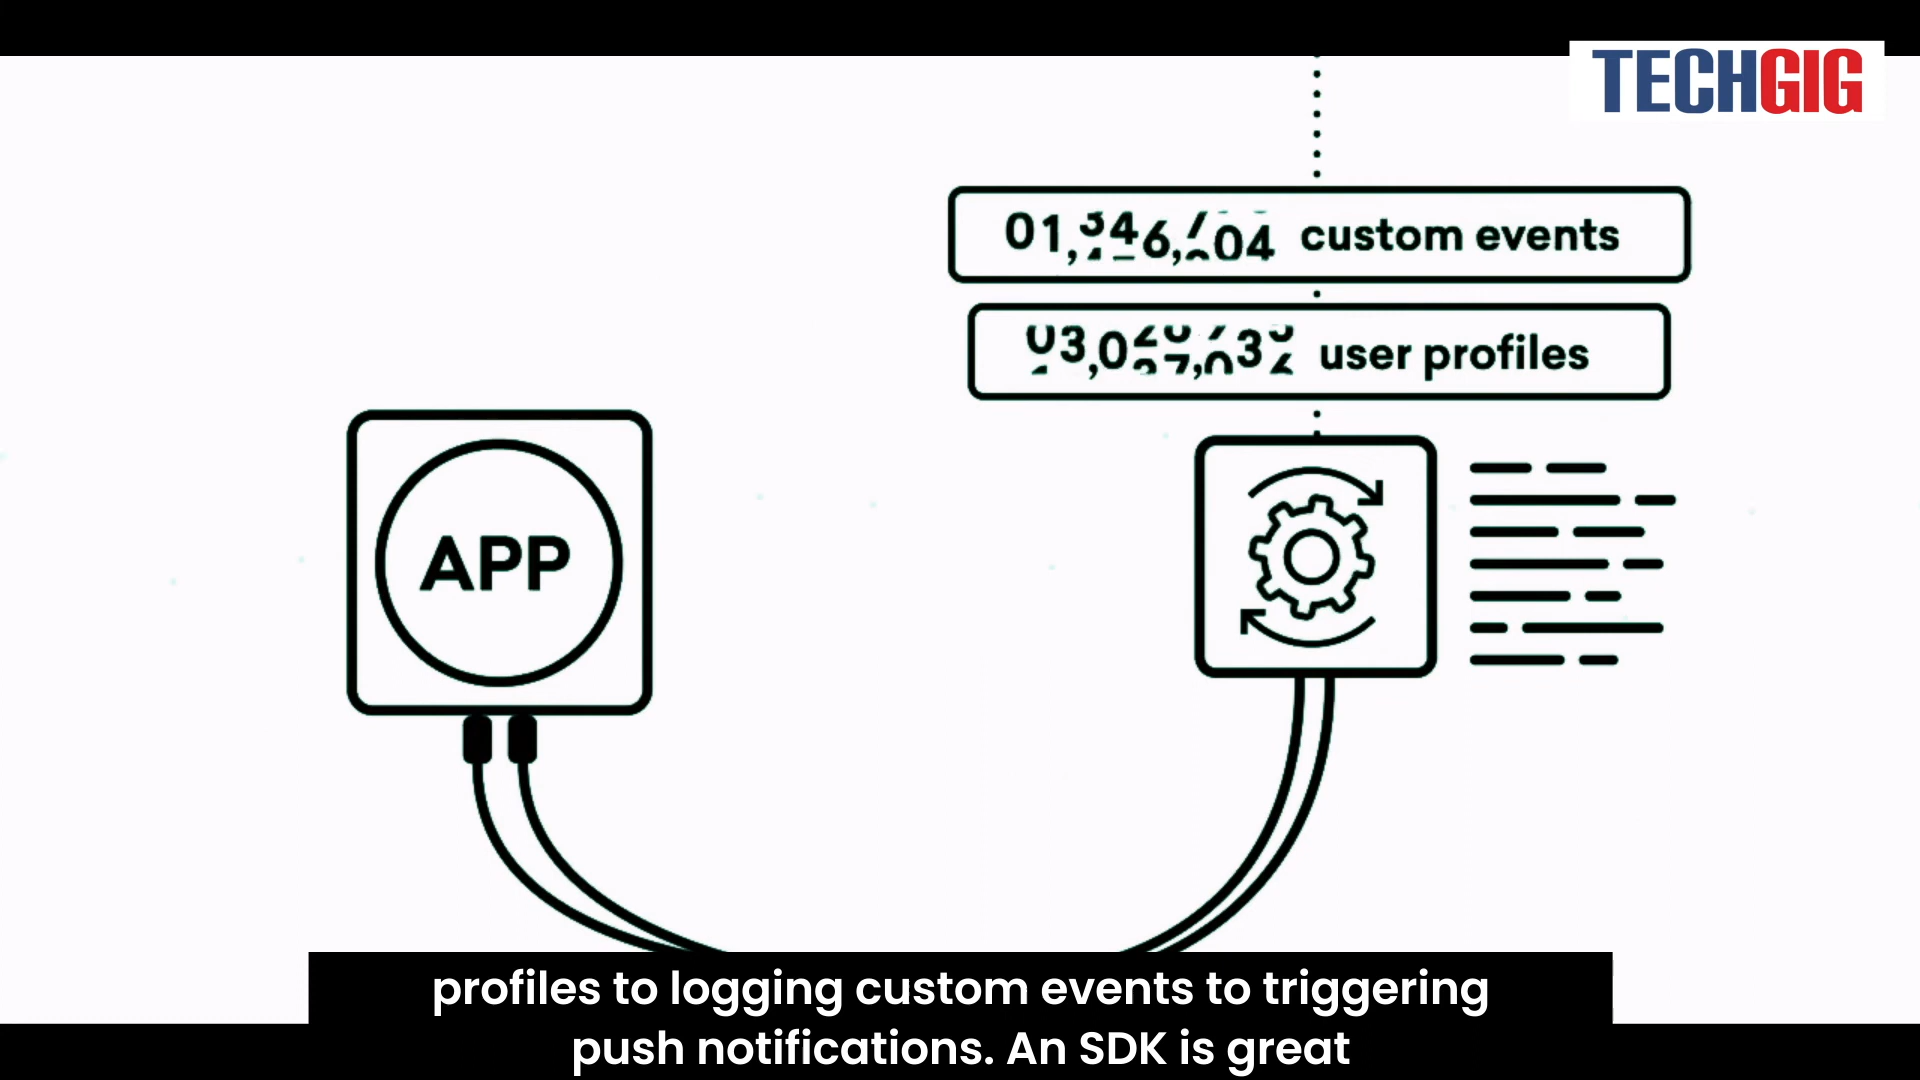 TECHGIG
custom events
user profiles
APP
profiles to logging custom events to triggering
push notifications. An SDK is great